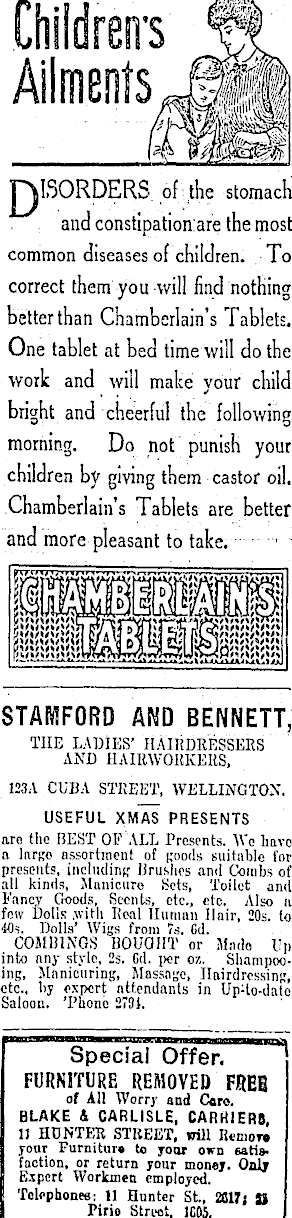 Children's
Ailments
DISORDERS of the stomach
and constipation are the most
common diseases of children. To
correct them you will find nothing
better than Chamberlain's Tablets.
One tablet at bed time will do the
work and will make your child
bright and cheerful the following
morning. Do not punish your
children by giving them castor oil.
Chamberlain's Tablets are better
and more pleasant to take.
CHAMBERLAIN'S
TABLETS.
STAMFORD AND BENNETT,
THE LADIES' HAIRDRESSERS
AND HAIRWORKERS,
123A CUBA STREET, WELLINGTON.
USEFUL XMAS PRESENTS
are the BEST OF ALL Presents. We have
a large assortment of goods suitable for
presents, including Brushes and Combs of
all kinds, Manicure Sets, Toilet and
Fancy Goods, Scents, etc., etc. Also a
few Dolls with Real Human Hair, 20s. to
40s. Dolls' Wigs from 7s. 6d.
COMBINGS BOUGHT or Made Up
into any style, 2s. 6d. per oz. Shampoo-
ing, Manicuring, Massage, Hairdressing,
etc., by expert attendants in Up-to-date
Saloon. 'Phone 2794.
Special Offer.
FURNITURE REMOVED FREE
of All Worry and Care.
BLAKE & CARLISLE, CARRIERS,
11 HUNTER STREET, will Remove
your Furniture to your own satis-
faction, or return your money. Only
Expert Workmen employed.
Telephones: 11 Hunter St., 2617; 23
Pirie Street, 1605.